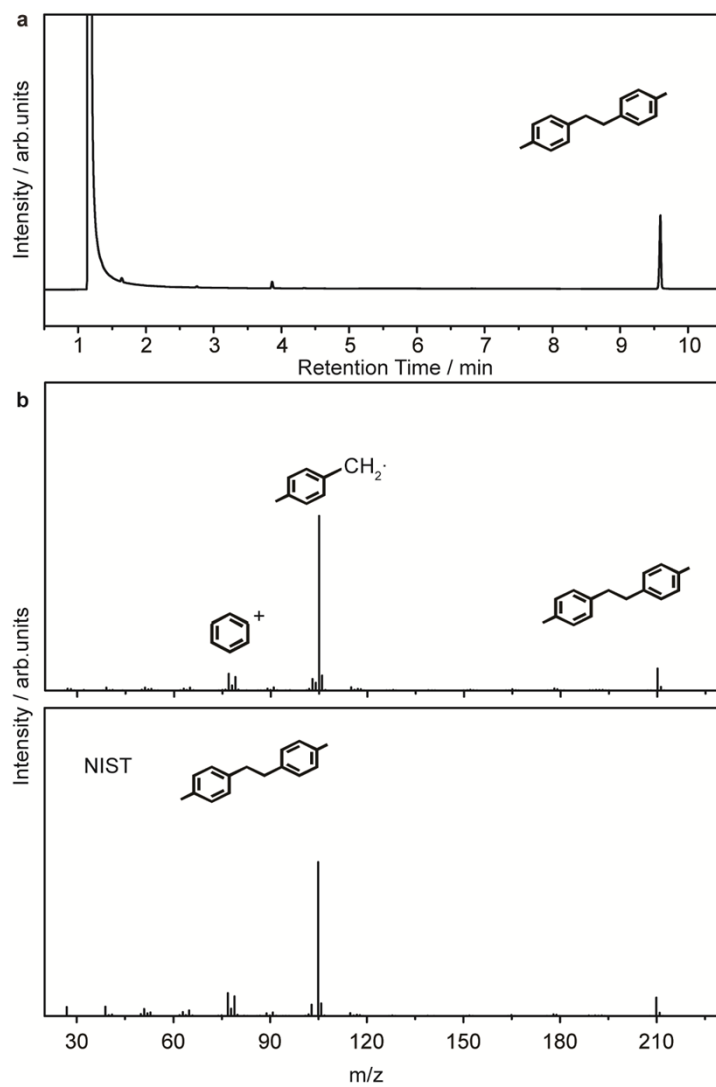 a
Intensity / arb.units
1 2 3 4 5 6 7 8 9 10
Retention Time / min
b
CH2·
+
Intensity / arb.units
NIST
30 60 90 120 150 180 210
m/z